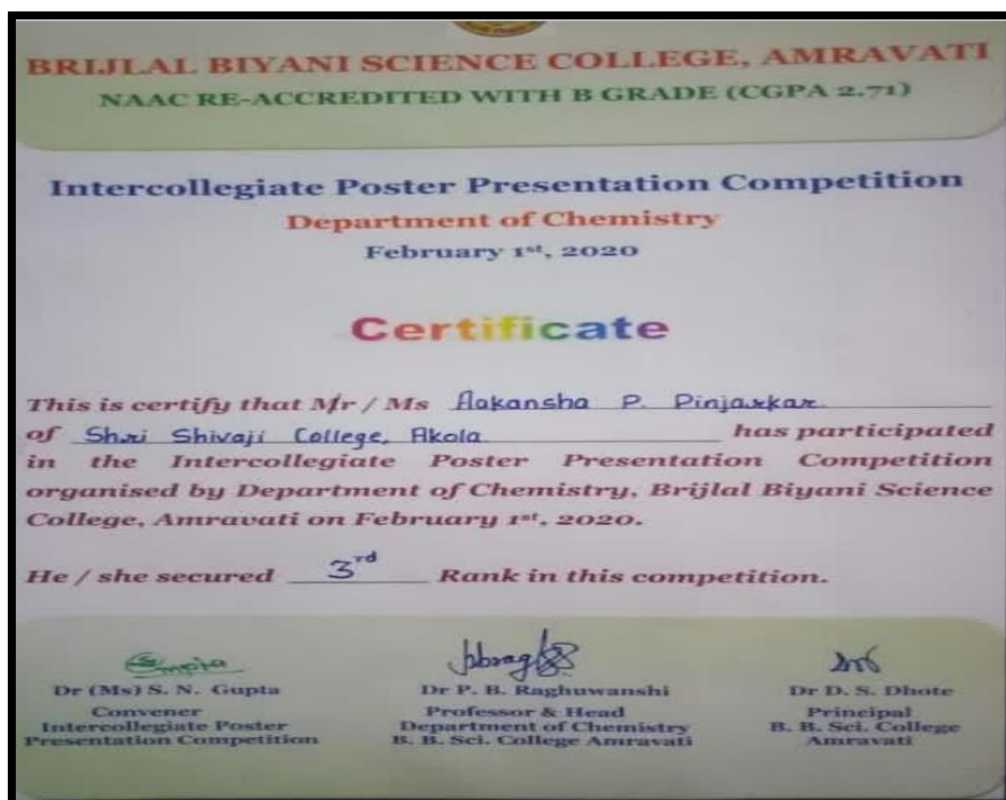 BRIJLAL BIYANI SCIENCE COLLEGE, AMRAVATI
NAAC RE-ACCREDITED WITH B GRADE (CGPA 2.71)
Intercollegiate Poster Presentation Competition
Department of Chemistry
February 1st, 2020
Certificate
This is certify that Mr / Ms Aakansha P. Pinjarkar
of Shri Shivaji College, Akola has participated
in the Intercollegiate Poster Presentation Competition
organised by Department of Chemistry, Brijlal Biyani Science
College, Amravati on February 1st, 2020.
He / she secured 3rd Rank in this competition.
Dr (Ms) S. N. Gupta
Convener
Intercollegiate Poster
Presentation Competition
Dr P. B. Raghuwanshi
Professor & Head
Department of Chemistry
B. B. Sci. College Amravati
Dr D. S. Dhote
Principal
B. B. Sci. College
Amravati